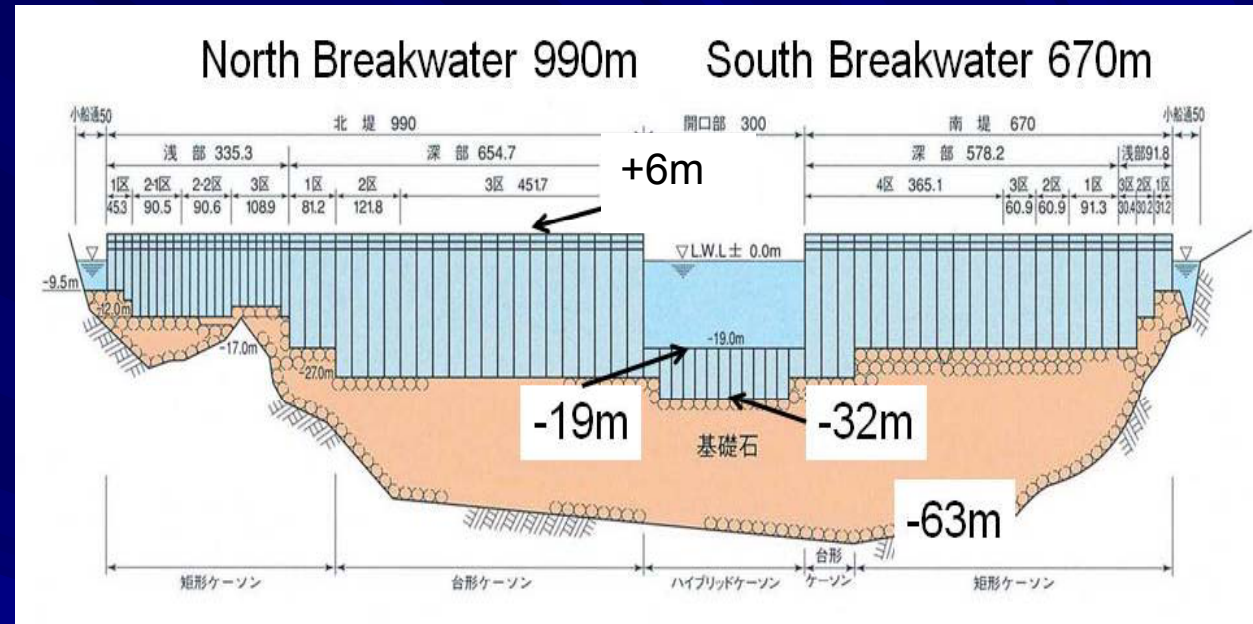 North Breakwater 990m South Breakwater 670m
小船通50 北 堤 990 開口部 300 南 堤 670 小船通50
浅 部 335.3 深 部 654.7 深 部 578.2 浅部91.8
+6m
1区 2-1区 2-2区 3区 1区 2区 3区 451.7 4区 365.1 3区 2区 1区 3区 2区 1区
45.3 90.5 90.6 108.9 81.2 121.8 60.9 60.9 91.3 30.4 30.2 31.2
L.W.L± 0.0m
-9.5m
-12.0m
-17.0m
-19.0m
-27.0m
-19m -32m
基礎石
-63m
矩形ケーソン 台形ケーソン ハイブリッドケーソン 台形
ケーソン 矩形ケーソン